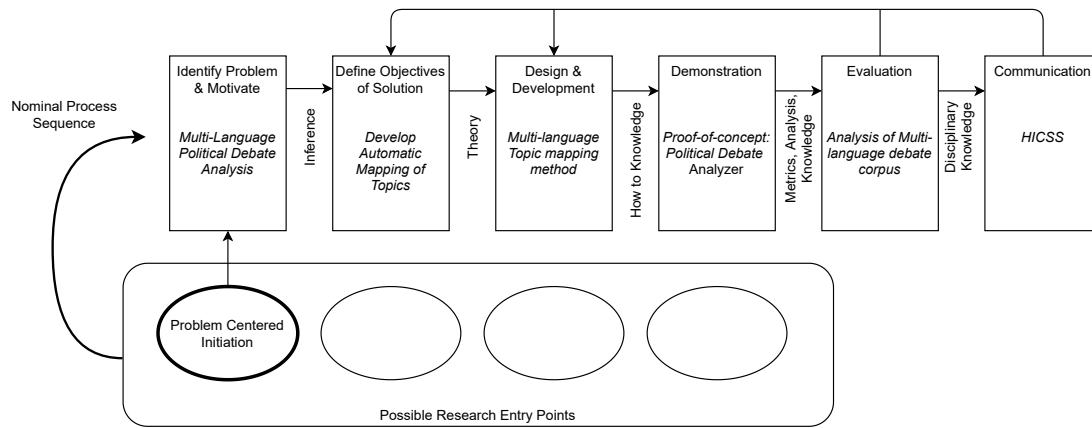 Nominal Process
Sequence
Identify Problem
& Motivate
Multi-Language
Political Debate
Analysis
Inference
Define Objectives
of Solution
Develop
Automatic
Mapping of
Topics
Theory
Design &
Development
Multi-language
Topic mapping
method
How to Knowledge
Demonstration
Proof-of-concept:
Political Debate
Analyzer
Metrics, Analysis,
Knowledge
Evaluation
Analysis of Multi-
language debate
corpus
Disciplinary
Knowledge
Communication
HICSS
Problem Centered
Initiation
Possible Research Entry Points